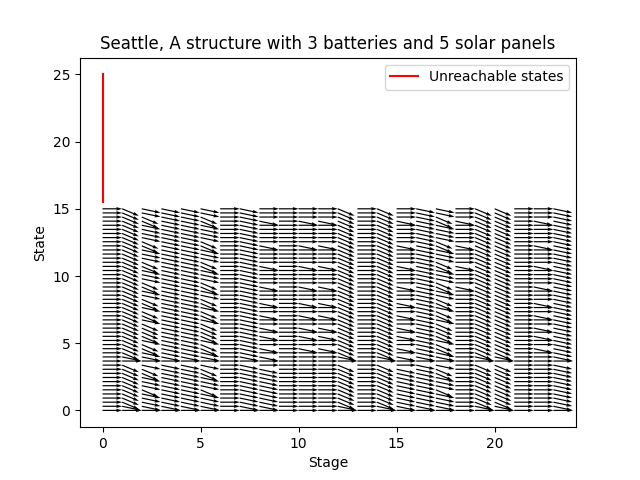 Seattle, A structure with 3 batteries and 5 solar panels
Unreachable states
25
20
15
10
5
0
State
0
5
10
15
20
Stage